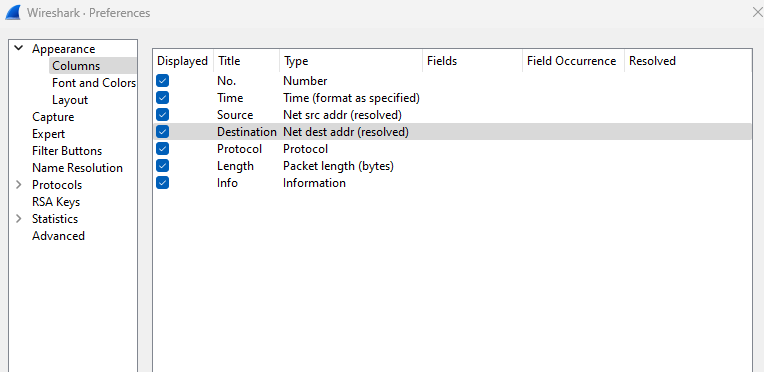 Wireshark · Preferences
Appearance
Columns
Font and Colors
Layout
Capture
Expert
Filter Buttons
Name Resolution
Protocols
RSA Keys
Statistics
Advanced
Displayed Title Type Fields Field Occurrence Resolved
No. Number
Time Time (format as specified)
Source Net src addr (resolved)
Destination Net dest addr (resolved)
Protocol Protocol
Length Packet length (bytes)
Info Information